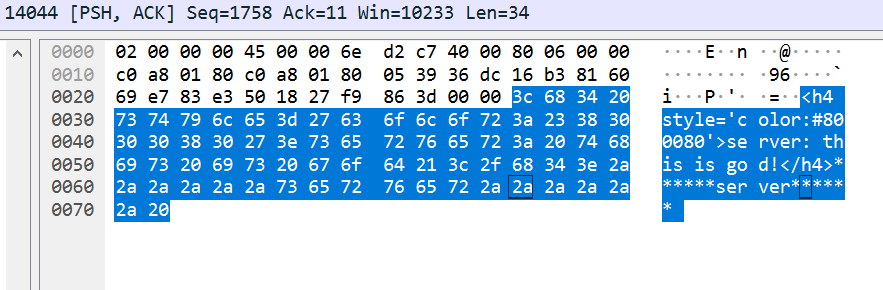 14044 [PSH, ACK] Seq=1758 Ack=11 Win=10233 Len=34
0000 02 00 00 00 45 00 00 6e d2 c7 40 00 80 06 00 00 ····E··n ··@·····
0010 c0 a8 01 80 c0 a8 01 80 05 39 36 dc 16 b3 81 60 ········ ·96····`
0020 69 e7 83 e3 50 18 27 f9 86 3d 00 00 3c 68 34 20 i···P·'· ·=··<h4
0030 73 74 79 6c 65 3d 27 63 6f 6c 6f 72 3a 23 38 30 style='c olor:#80
0040 30 30 38 30 27 3e 73 65 72 76 65 72 3a 20 74 68 0080'>se rver: th
0050 69 73 20 69 73 20 67 6f 64 21 3c 2f 68 34 3e 2a is is go d!</h4>*
0060 2a 2a 2a 2a 2a 73 65 72 76 65 72 2a 2a 2a 2a 2a *****ser ver*****
0070 2a 20 *